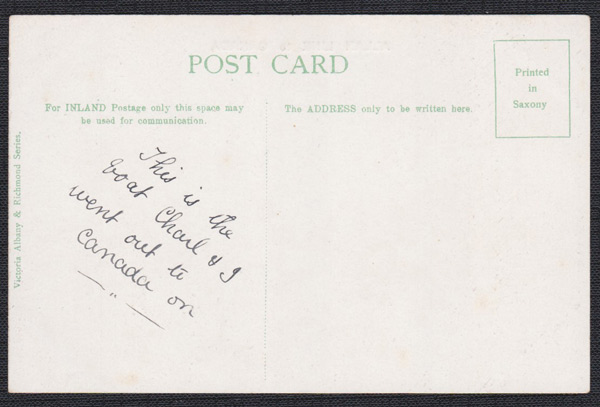 POST CARD
Printed
in
Saxony
For INLAND Postage only this space may
be used for communication.
The ADDRESS only to be written here.
Victoria Albany & Richmond Series.
This is the
boat Charl & I
went out to
Canada on
— " —